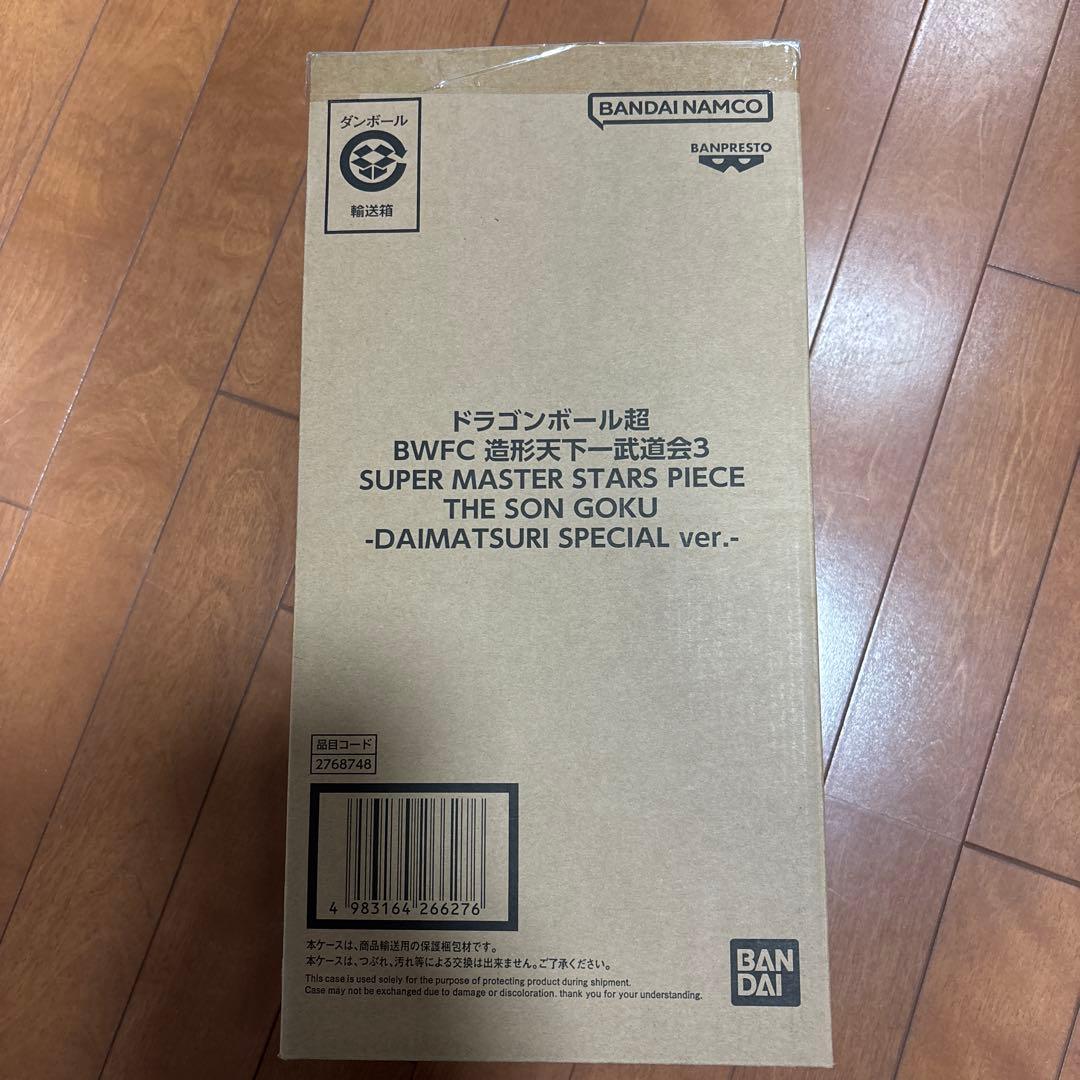 ダンボール
輸送箱
BANDAI NAMCO
BANPRESTO
ドラゴンボール超
BWFC 造形天下一武道会3
SUPER MASTER STARS PIECE
THE SON GOKU
-DAIMATSURI SPECIAL ver.-
品目コード
2768748
4 983164 266276
本ケースは、商品輸送用の保護梱包材です。
本ケースは、つぶれ、汚れ等による交換は出来ません。ご了承ください。
This case is used solely for the purpose of protecting product during shipment.
Case may not be exchanged due to damage or discoloration. thank you for your understanding.
BAN
DAI